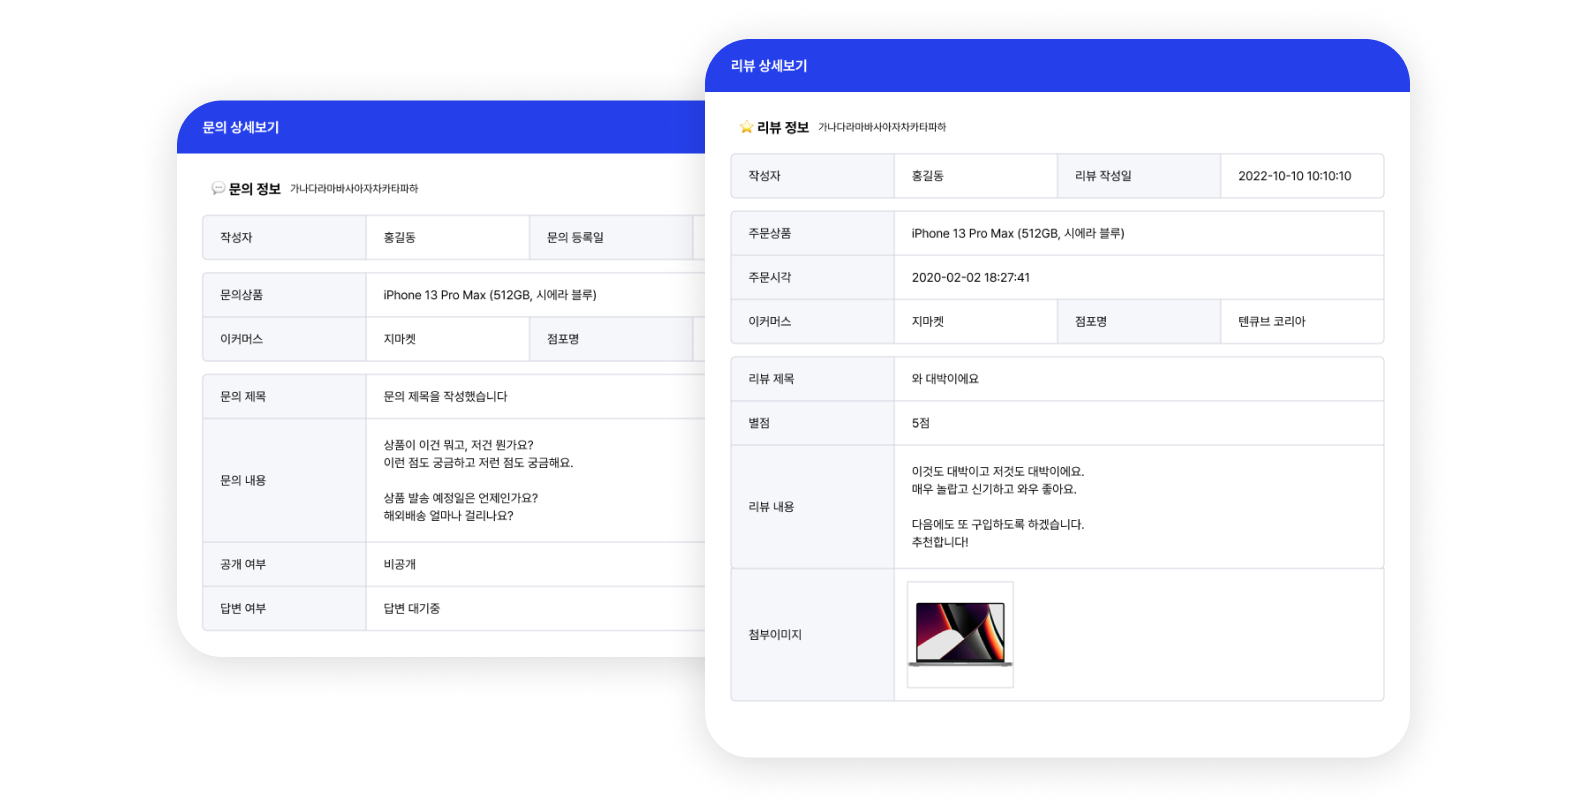 문의 상세보기
문의 정보 가나다라마바사아자차카타파하
작성자 홍길동 문의 등록일
문의상품 iPhone 13 Pro Max (512GB, 시에라 블루)
이커머스 지마켓 점포명
문의 제목 문의 제목을 작성했습니다
문의 내용
상품이 이건 뭐고, 저건 뭔가요?
이런 점도 궁금하고 저런 점도 궁금해요.
상품 발송 예정일은 언제인가요?
해외배송 얼마나 걸리나요?
공개 여부 비공개
답변 여부 답변 대기중
리뷰 상세보기
리뷰 정보 가나다라마바사아자차카타파하
작성자 홍길동 리뷰 작성일 2022-10-10 10:10:10
주문상품 iPhone 13 Pro Max (512GB, 시에라 블루)
주문시각 2020-02-02 18:27:41
이커머스 지마켓 점포명 텐큐브 코리아
리뷰 제목 와 대박이에요
별점 5점
리뷰 내용
이것도 대박이고 저것도 대박이에요.
매우 놀랍고 신기하고 와우 좋아요.
다음에도 또 구입하도록 하겠습니다.
추천합니다!
첨부이미지